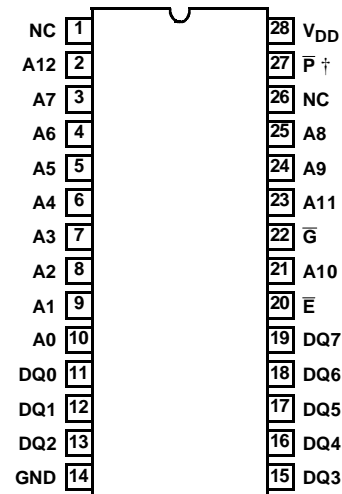 NC 1 28 VDD
A12 2 27 P̅ †
A7 3 26 NC
A6 4 25 A8
A5 5 24 A9
A4 6 23 A11
A3 7 22 G̅
A2 8 21 A10
A1 9 20 E̅
A0 10 19 DQ7
DQ0 11 18 DQ6
DQ1 12 17 DQ5
DQ2 13 16 DQ4
GND 14 15 DQ3